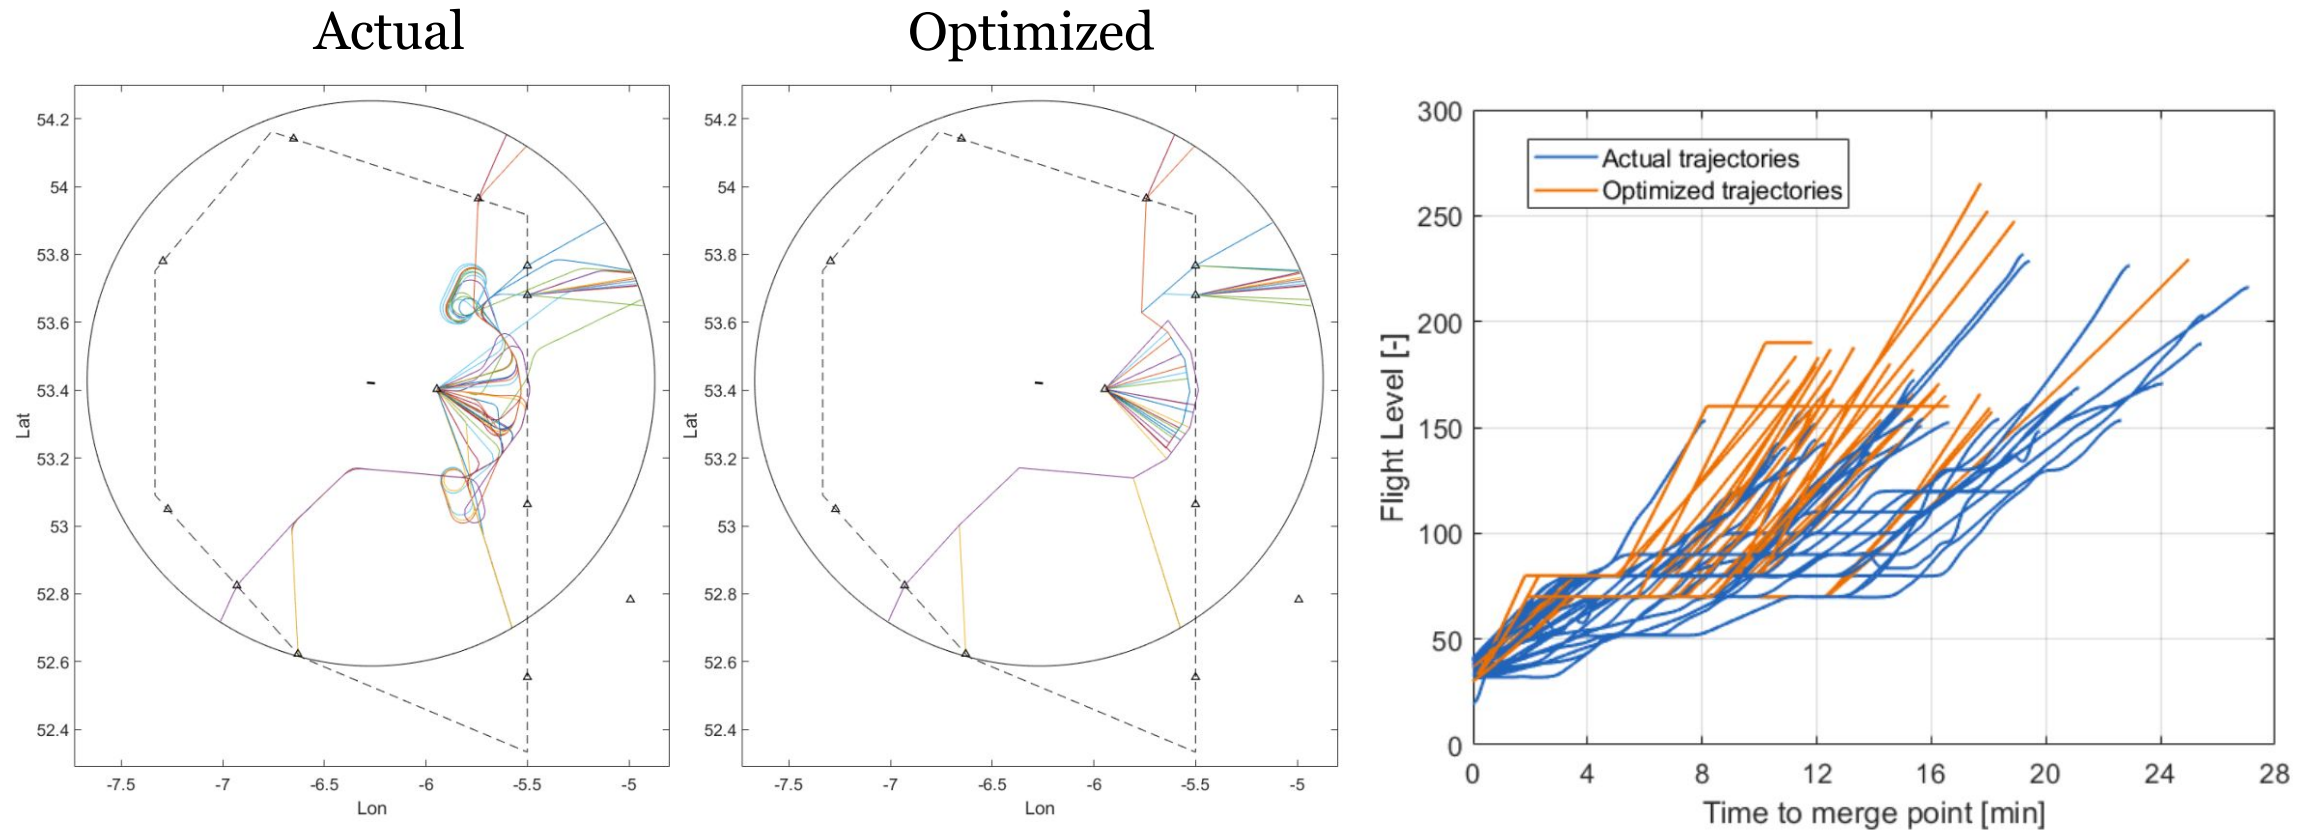 Actual
54.2
54
53.8
53.6
53.4
53.2
53
52.8
52.6
52.4
Lat
-7.5 -7 -6.5 -6 -5.5 -5
Lon
Optimized
54.2
54
53.8
53.6
53.4
53.2
53
52.8
52.6
52.4
Lat
-7.5 -7 -6.5 -6 -5.5 -5
Lon
300
250
200
150
100
50
0
Flight Level [-]
Actual trajectories
Optimized trajectories
0 4 8 12 16 20 24 28
Time to merge point [min]